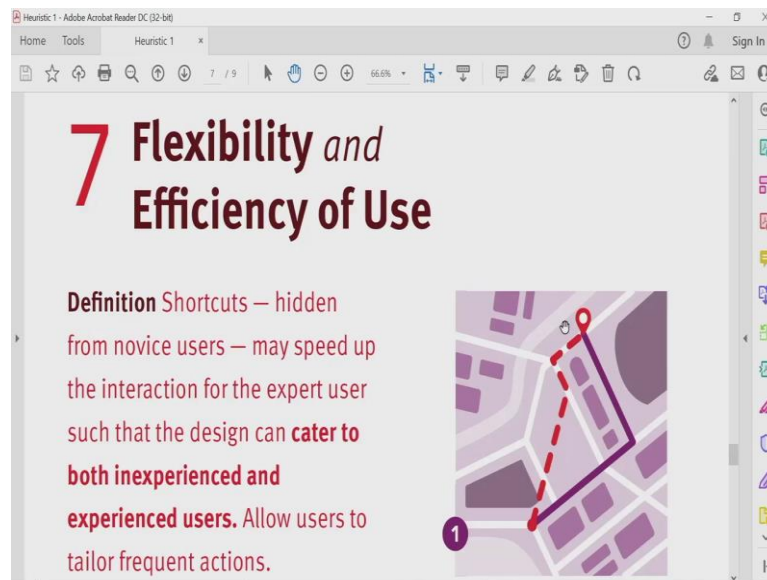 Heuristic 1 - Adobe Acrobat Reader DC (32-bit)
Home Tools Heuristic 1 x
? Sign In
7 / 9 66.6%
7 Flexibility and
Efficiency of Use
Definition Shortcuts — hidden
from novice users — may speed up
the interaction for the expert user
such that the design can cater to
both inexperienced and
experienced users. Allow users to
tailor frequent actions.
1